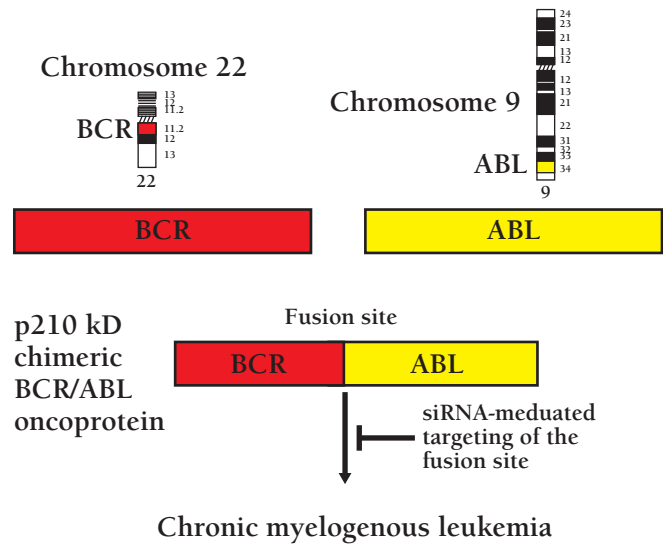 Chromosome 22
13
12
11.2
BCR
11.2
12
13
22
24
23
21
13
12
Chromosome 9
12
13
21
22
31
32
33
ABL
34
9
BCR
ABL
p210 kD
chimeric
BCR/ABL
oncoprotein
Fusion site
BCR
ABL
siRNA-meduated
targeting of the
fusion site
Chronic myelogenous leukemia